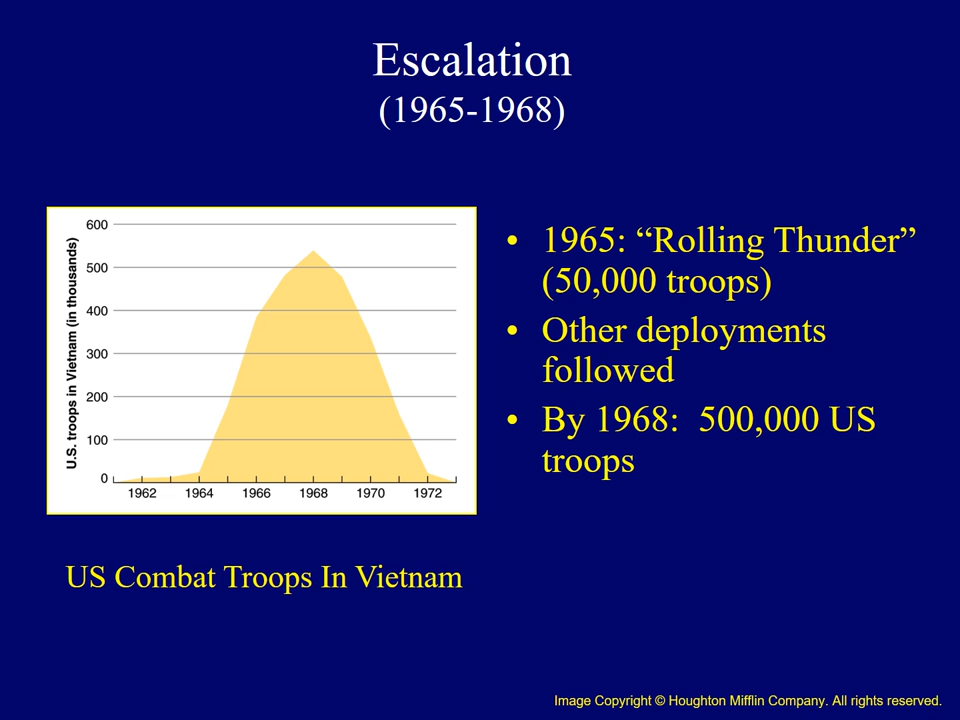 Escalation
(1965-1968)
600
500
400
300
200
100
0
U.S. troops in Vietnam (in thousands)
1962 1964 1966 1968 1970 1972
US Combat Troops In Vietnam
• 1965: “Rolling Thunder”
(50,000 troops)
• Other deployments
followed
• By 1968:  500,000 US
troops
Image Copyright © Houghton Mifflin Company. All rights reserved.